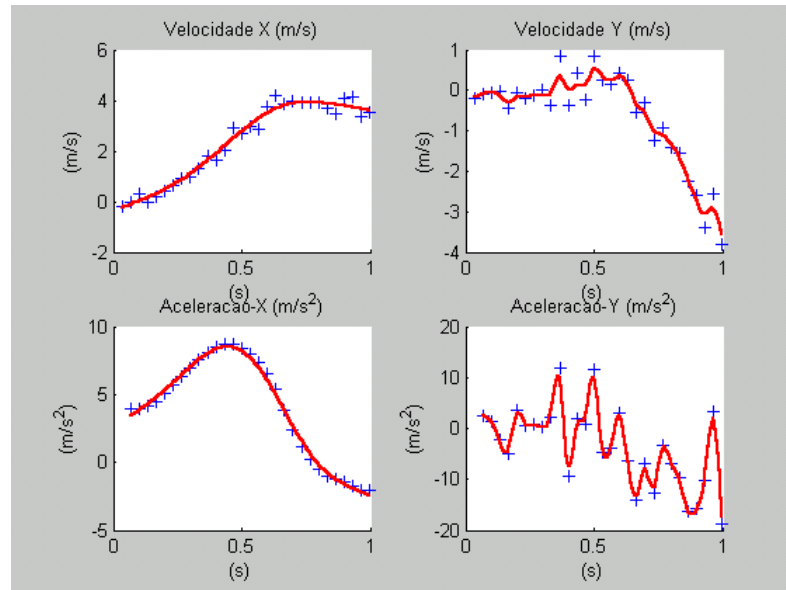 Velocidade X (m/s)
6
4
2
0
-2
(m/s)
0
0.5
1
(s)
Velocidade Y (m/s)
1
0
-1
-2
-3
-4
(m/s)
0
0.5
1
(s)
Aceleracao-X (m/s²)
10
5
0
-5
(m/s²)
0
0.5
1
(s)
Aceleracao-Y (m/s²)
20
10
0
-10
-20
(m/s²)
0
0.5
1
(s)